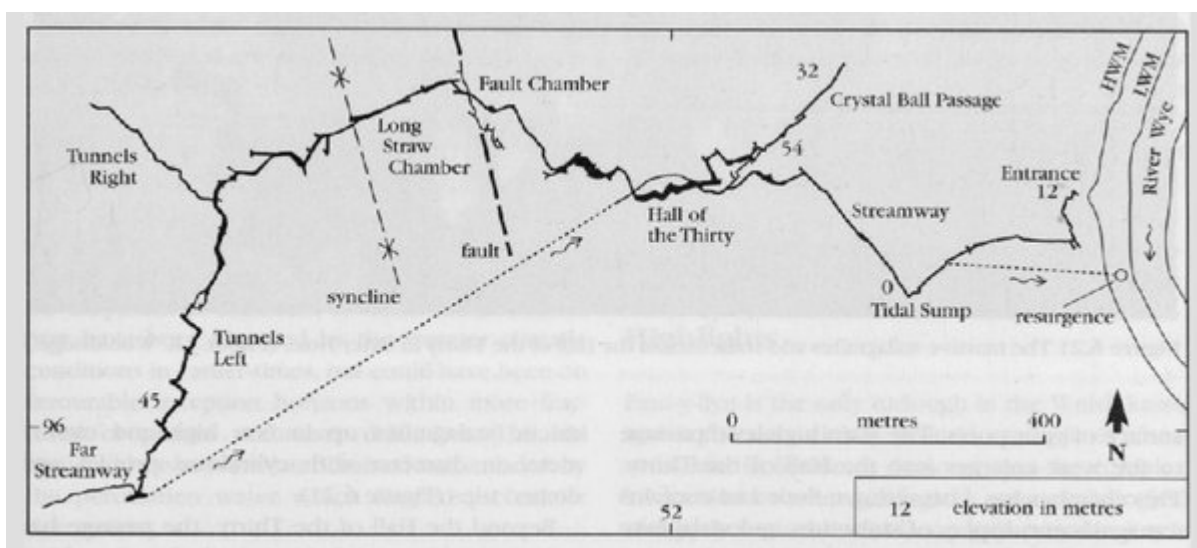 HWM
LWM
River Wye
Fault Chamber
32
Crystal Ball Passage
Long
Straw
Chamber
Tunnels
Right
54
Entrance
12
Hall of
the Thirty
Streamway
fault
syncline
0
Tidal Sump
resurgence
Tunnels
Left
45
96
Far
Streamway
0 metres 100
N
52
12 elevation in metres